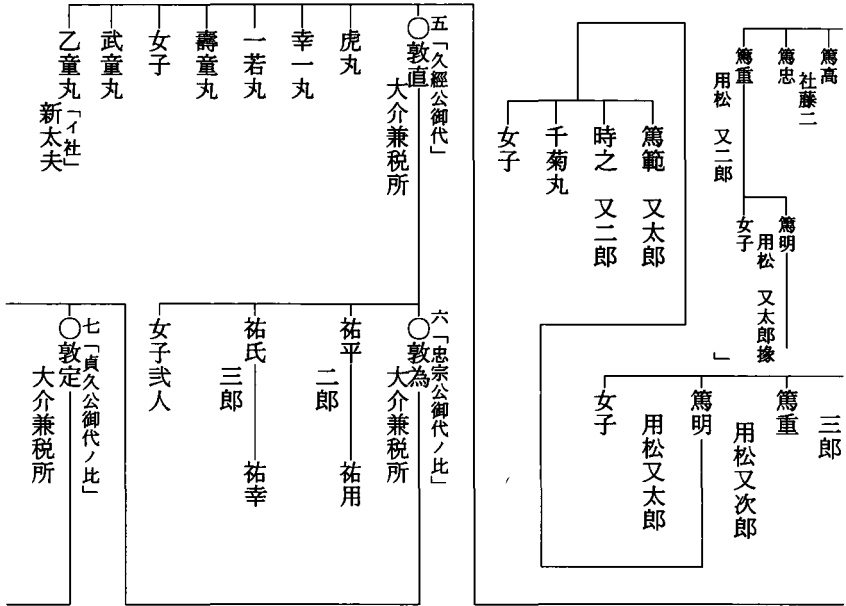 篤高
社藤二
篤忠
篤重
用松 又二郎
篤明
用松 又太郎掾
女子
」
三郎
篤重
用松又次郎
篤明
用松又太郎
女子
篤範 又太郎
時之 又二郎
千菊丸
女子
五「久經公御代」
○敦直
大介兼税所
虎丸
幸一丸
一若丸
壽童丸
女子
武童丸
乙童丸
「イ社」
新太夫
六「忠宗公御代ノ比」
○敦為
大介兼税所
祐平
二郎
祐用
祐氏
三郎
祐幸
女子弐人
七「貞久公御代ノ比」
○敦定
大介兼税所